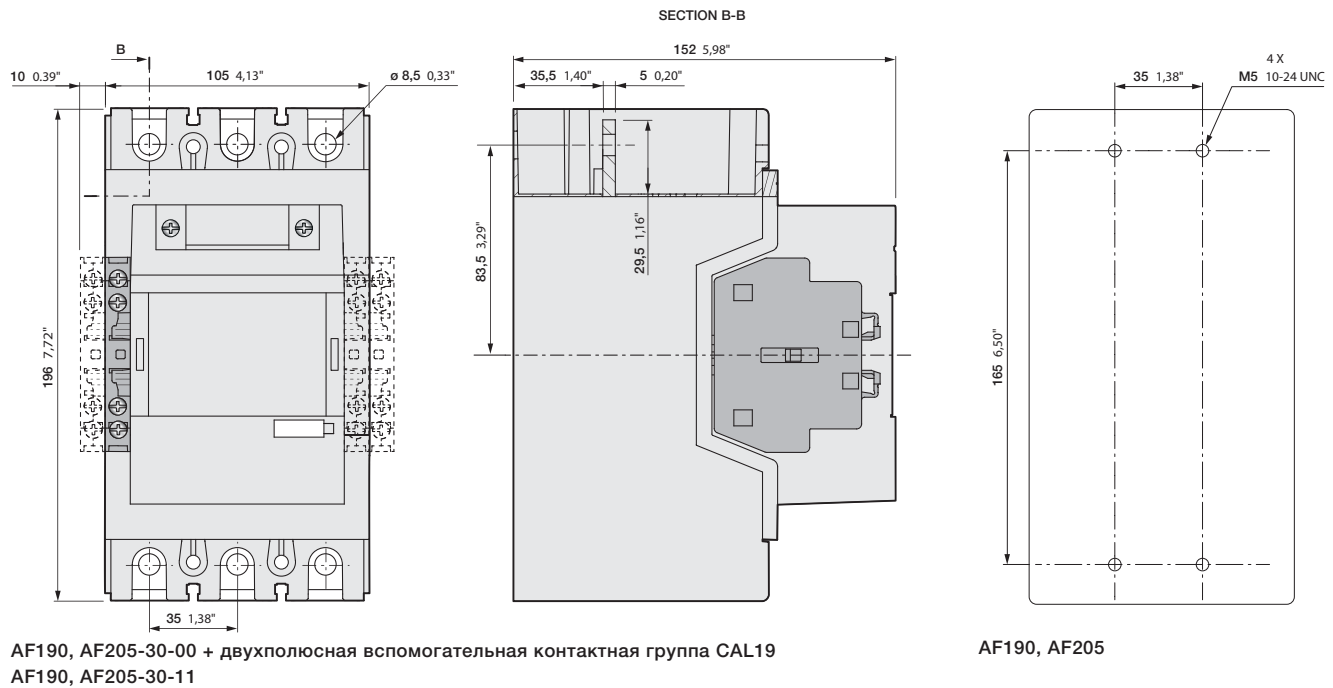 SECTION B-B
B
10 0.39"
105 4,13"
ø 8,5 0,33"
196 7,72"
35 1,38"
152 5,98"
35,5 1,40"
5 0,20"
83,5 3,29"
29,5 1,16"
4 X
35 1,38"
M5 10-24 UNC
165 6,50"
AF190, AF205-30-00 + двухполюсная вспомогательная контактная группа CAL19
AF190, AF205-30-11
AF190, AF205